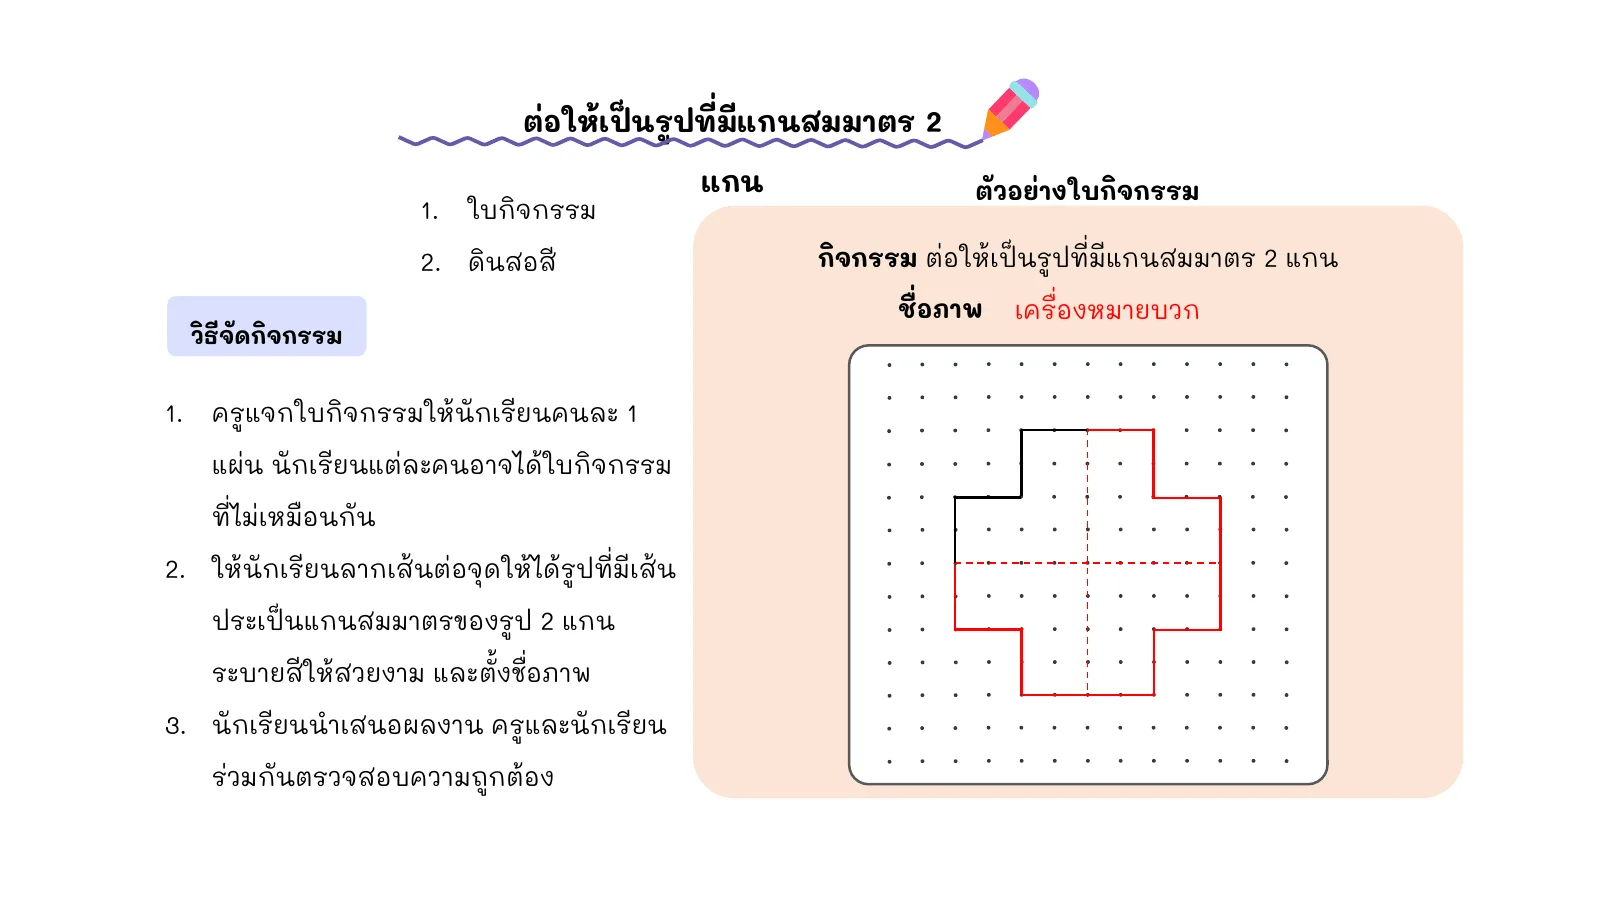 ต่อให้เป็นรูปที่มีแกนสมมาตร 2
แกน
1. ใบกิจกรรม
2. ดินสอสี
วิธีจัดกิจกรรม
1. ครูแจกใบกิจกรรมให้นักเรียนคนละ 1
แผ่น นักเรียนแต่ละคนอาจได้ใบกิจกรรม
ที่ไม่เหมือนกัน
2. ให้นักเรียนลากเส้นต่อจุดให้ได้รูปที่มีเส้น
ประเป็นแกนสมมาตรของรูป 2 แกน
ระบายสีให้สวยงาม และตั้งชื่อภาพ
3. นักเรียนนำเสนอผลงาน ครูและนักเรียน
ร่วมกันตรวจสอบความถูกต้อง
ตัวอย่างใบกิจกรรม
กิจกรรม ต่อให้เป็นรูปที่มีแกนสมมาตร 2 แกน
ชื่อภาพ เครื่องหมายบวก